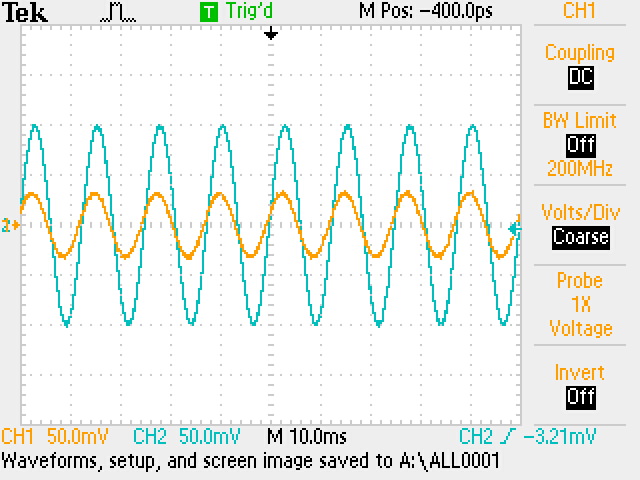 Tek T Trig'd M Pos: -400.0ps CH1
Coupling
DC
BW Limit
Off
200MHz
Volts/Div
Coarse
Probe
1X
Voltage
Invert
Off
2
1
CH1 50.0mV CH2 50.0mV M 10.0ms CH2 -3.21mV
Waveforms, setup, and screen image saved to A:\ALL0001